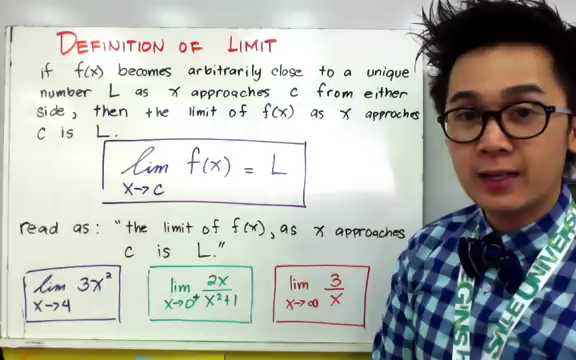 DEFINITION OF LIMIT
if f(x) becomes arbitrarily close to a unique
number L as x approaches c from either
side, then the limit of f(x) as x approches
c is L.
lim f(x) = L
x→c
read as: "the limit of f(x), as x approaches
c is L."
lim 3x²
x→4
lim 2x/x²+1
x→0⁺
lim 3/x
x→∞